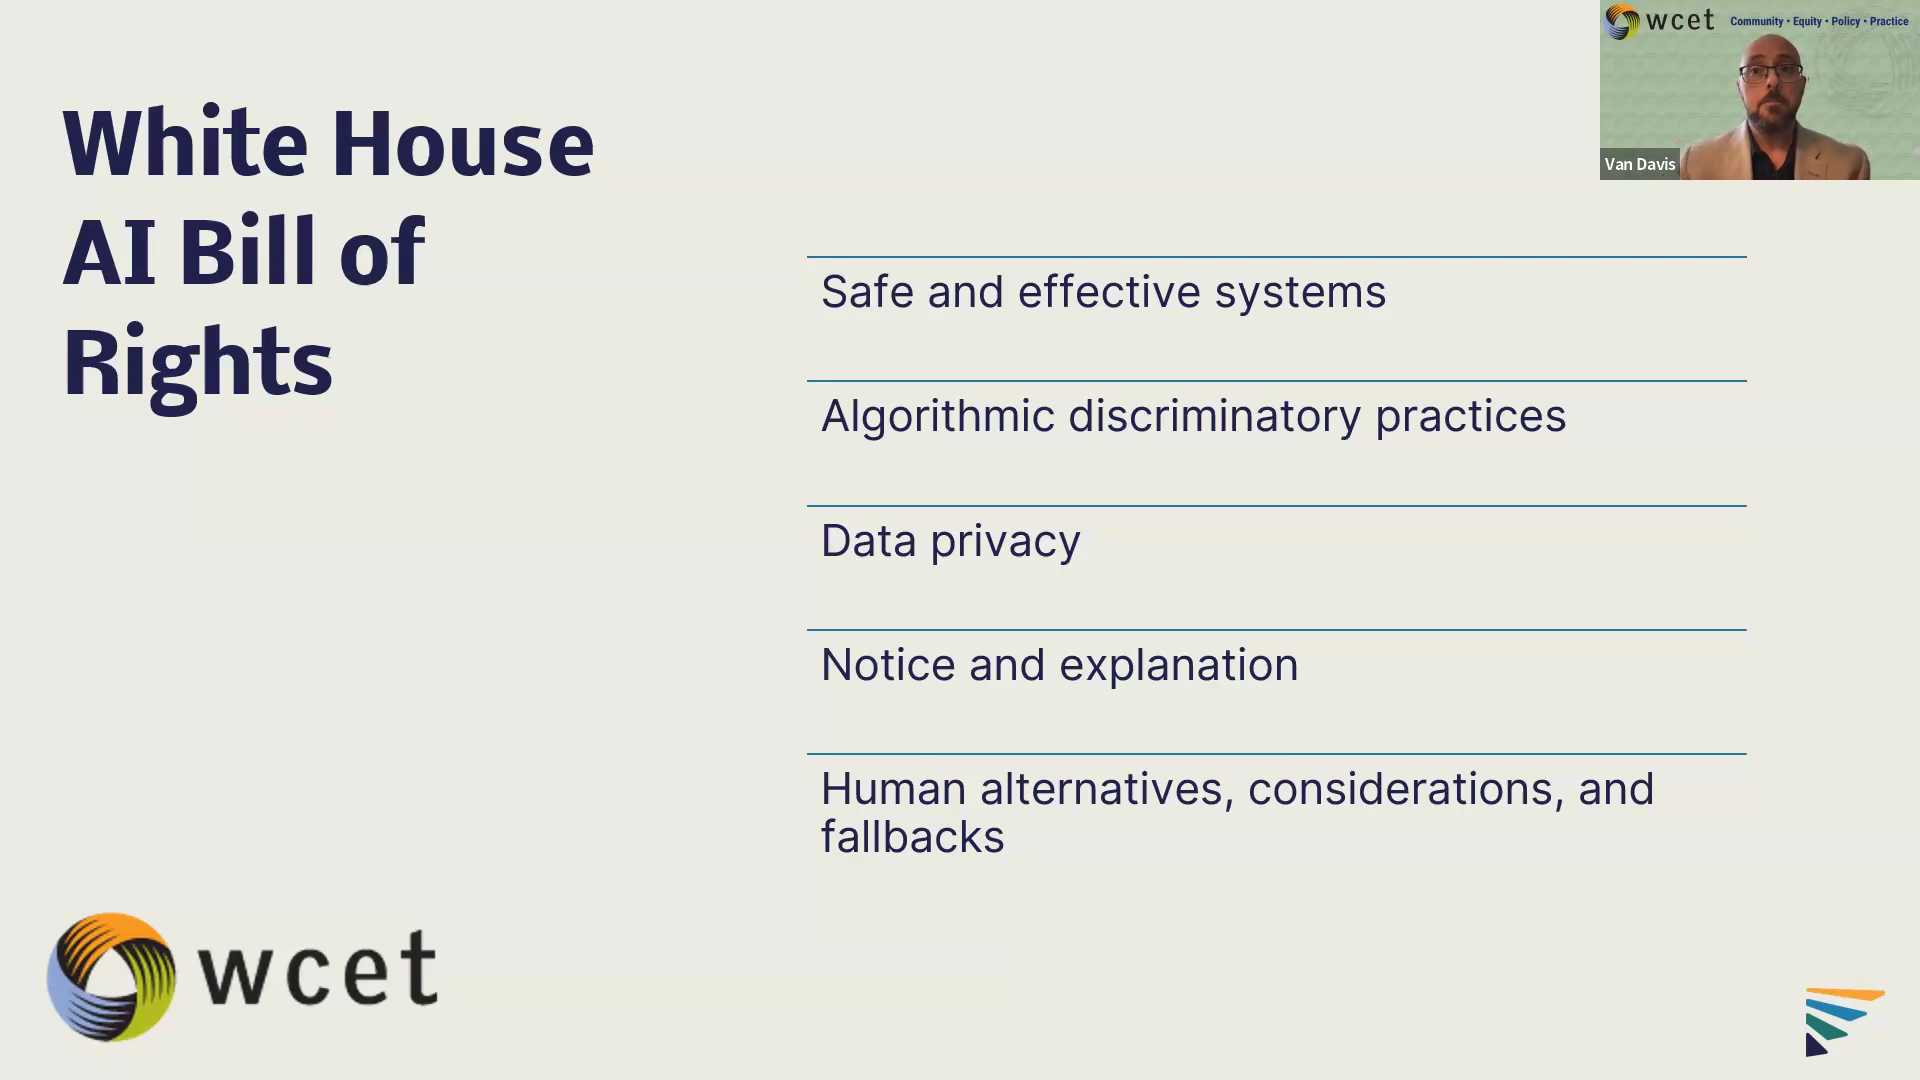 White House
AI Bill of
Rights
wcet Community • Equity • Policy • Practice
Van Davis
Safe and effective systems
Algorithmic discriminatory practices
Data privacy
Notice and explanation
Human alternatives, considerations, and
fallbacks
wcet